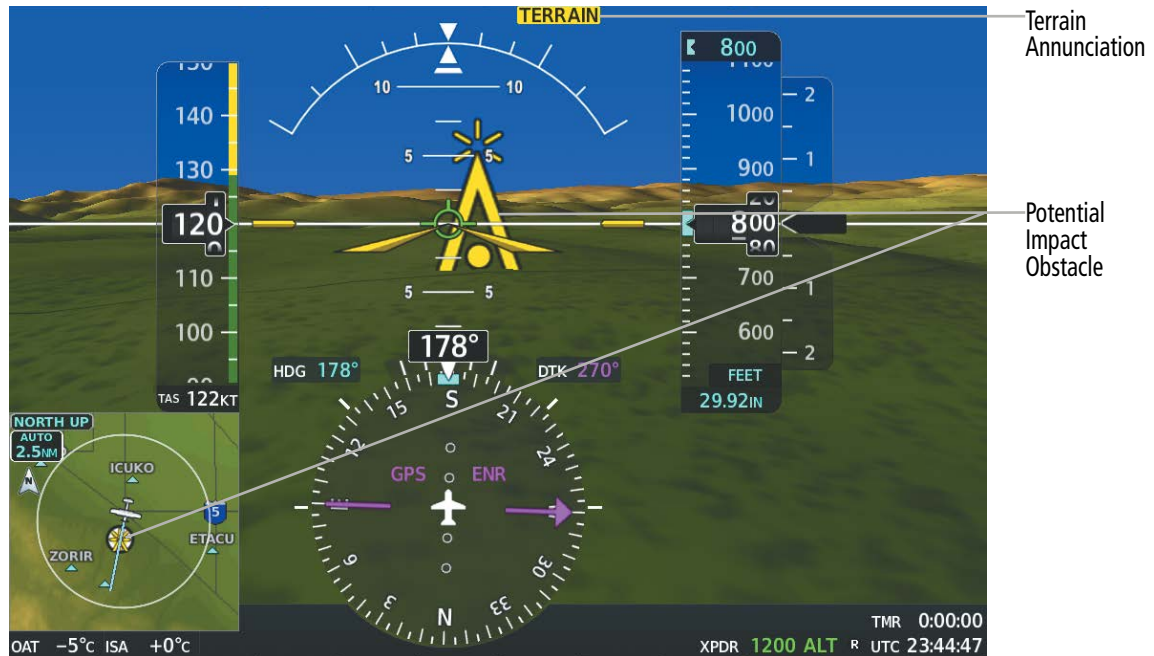 TERRAIN
Terrain
Annunciation
800
10 10
140
130
120
110
100
TAS 122KT
5 5
5 5
1000
900
20
800
80
700
600
FEET
29.92IN
2
1
1
2
Potential
Impact
Obstacle
178°
HDG 178°
DTK 270°
15 S 21
12 24
GPS ENR
30
33
N
3
6
NORTH UP
AUTO
2.5NM
N
ICUKO
5
ETACU
ZORIR
OAT -5°C ISA +0°C
TMR 0:00:00
XPDR 1200 ALT R UTC 23:44:47